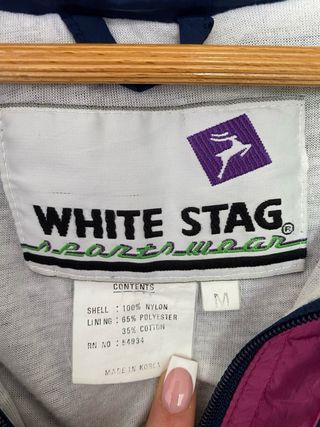 WHITE STAG®
sportswear
CONTENTS
SHELL : 100% NYLON
LINING : 65% POLYESTER
35% COTTON
RN NO : 54934
MADE IN KOREA
M